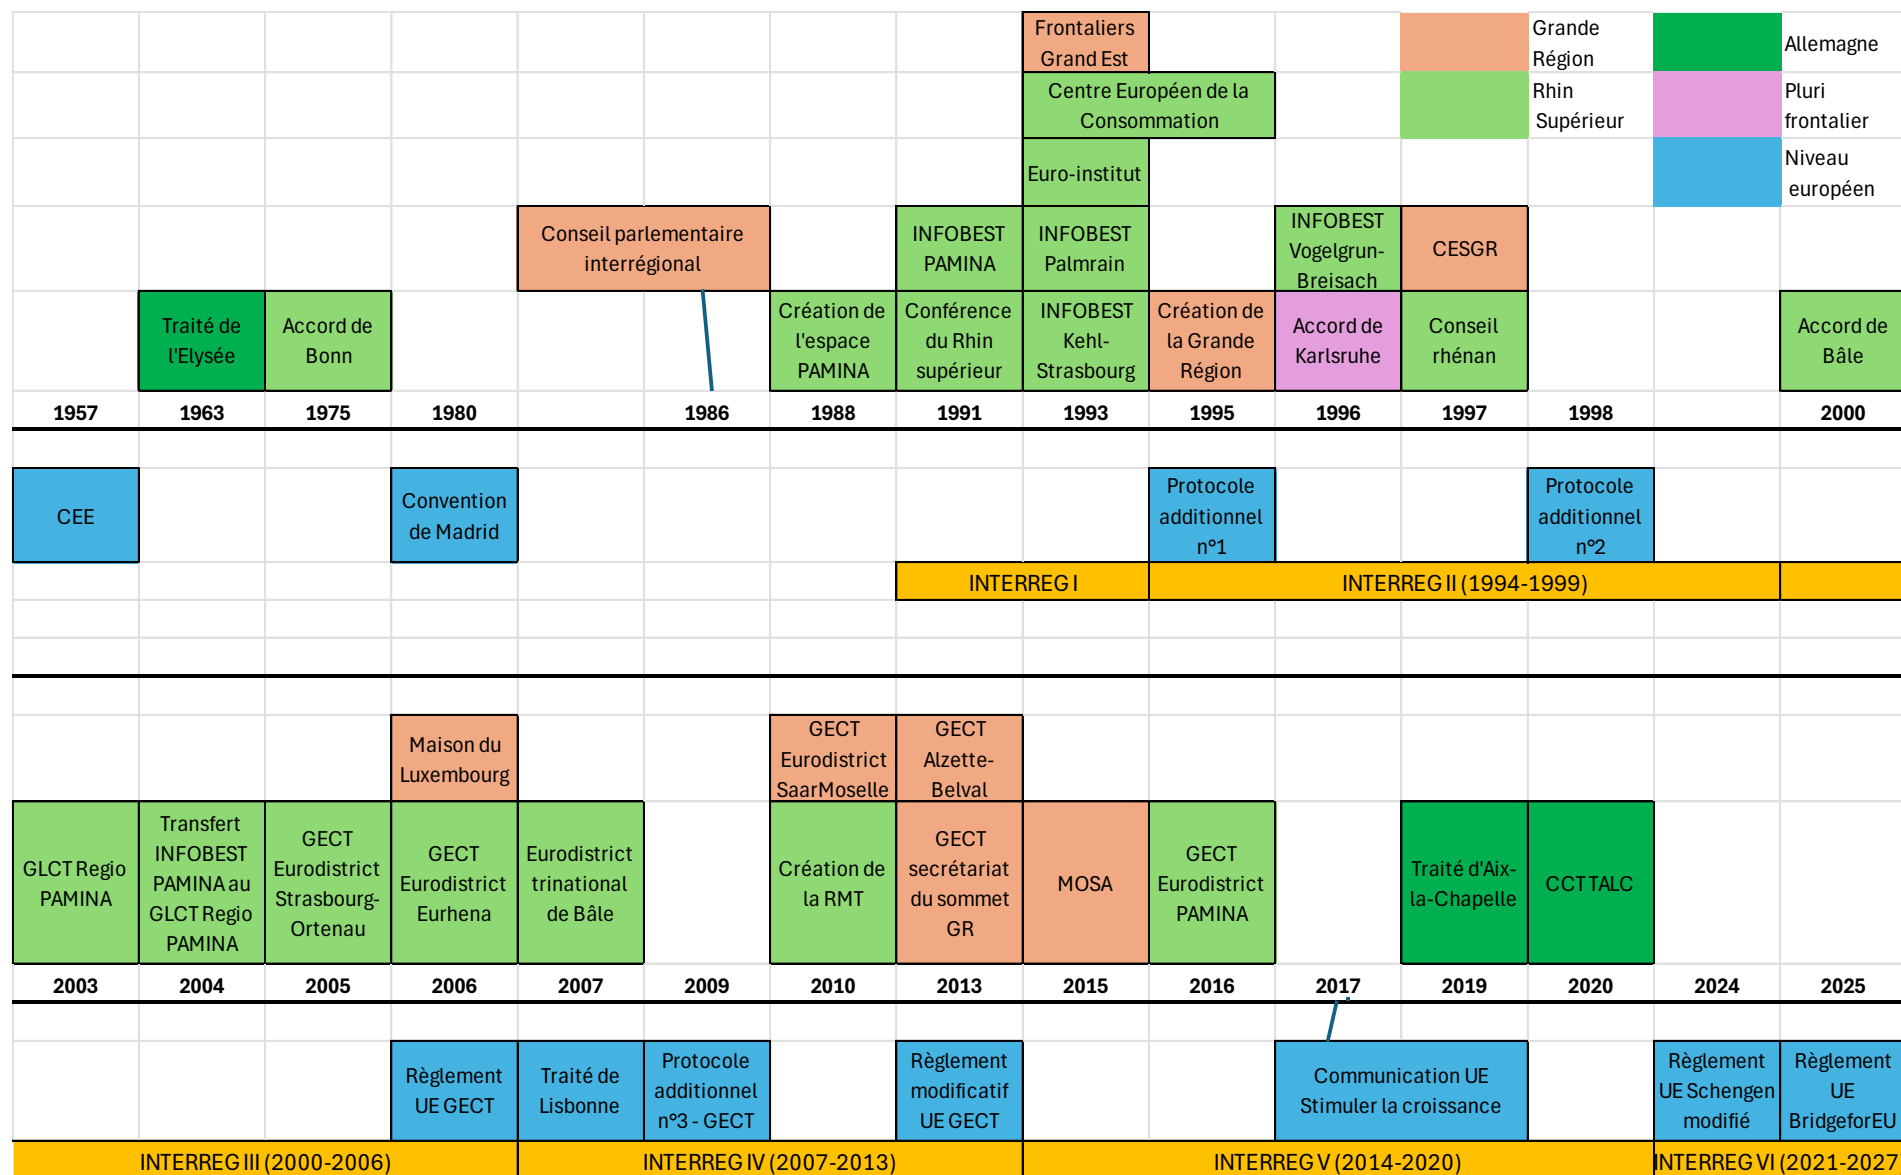 Frontaliers
Grand Est
Grande
Région
Allemagne
Centre Européen de la
Consommation
Rhin
Supérieur
Pluri
frontalier
Euro-institut
Niveau
européen
Conseil parlementaire
interrégional
INFOBEST
PAMINA
INFOBEST
Palmrain
INFOBEST
Vogelgrun-
Breisach
CESGR
Traité de
l'Elysée
Accord de
Bonn
Création de
l'espace
PAMINA
Conférence
du Rhin
supérieur
INFOBEST
Kehl-
Strasbourg
Création de
la Grande
Région
Accord de
Karlsruhe
Conseil
rhénan
Accord de
Bâle
1957 1963 1975 1980 1986 1988 1991 1993 1995 1996 1997 1998 2000
CEE
Convention
de Madrid
Protocole
additionnel
n°1
Protocole
additionnel
n°2
INTERREG I
INTERREG II (1994-1999)
Maison du
Luxembourg
GECT
Eurodistrict
SaarMoselle
GECT
Alzette-
Belval
GLCT Regio
PAMINA
Transfert
INFOBEST
PAMINA au
GLCT Regio
PAMINA
GECT
Eurodistrict
Strasbourg-
Ortenau
GECT
Eurodistrict
Eurhena
Eurodistrict
trinational
de Bâle
Création de
la RMT
GECT
secrétariat
du sommet
GR
MOSA
GECT
Eurodistrict
PAMINA
Traité d'Aix-
la-Chapelle
CCT TALC
2003 2004 2005 2006 2007 2009 2010 2013 2015 2016 2017 2019 2020 2024 2025
Règlement
UE GECT
Traité de
Lisbonne
Protocole
additionnel
n°3 - GECT
Règlement
modificatif
UE GECT
Communication UE
Stimuler la croissance
Règlement
UE Schengen
modifié
Règlement
UE
BridgeforEU
INTERREG III (2000-2006)
INTERREG IV (2007-2013)
INTERREG V (2014-2020)
INTERREG VI (2021-2027